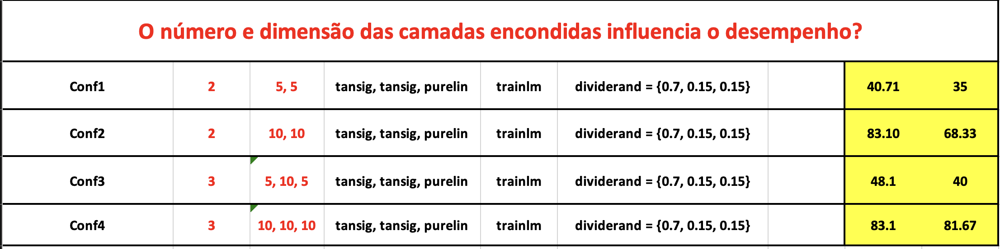 O número e dimensão das camadas encondidas influencia o desempenho?
Conf1 2 5, 5 tansig, tansig, purelin trainlm dividerand = {0.7, 0.15, 0.15} 40.71 35
Conf2 2 10, 10 tansig, tansig, purelin trainlm dividerand = {0.7, 0.15, 0.15} 83.10 68.33
Conf3 3 5, 10, 5 tansig, tansig, purelin trainlm dividerand = {0.7, 0.15, 0.15} 48.1 40
Conf4 3 10, 10, 10 tansig, tansig, purelin trainlm dividerand = {0.7, 0.15, 0.15} 83.1 81.67